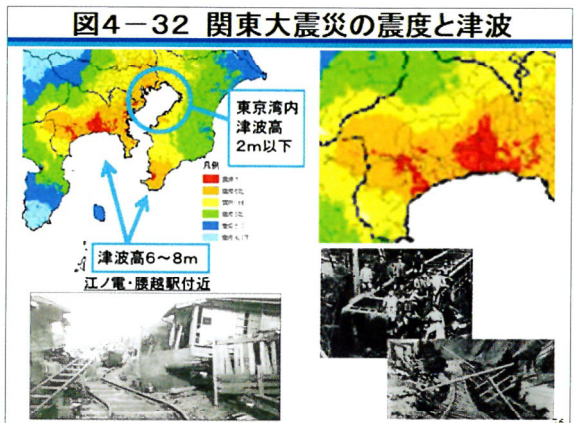 図4－32 関東大震災の震度と津波
東京湾内
津波高
2m以下
凡例
津波高6～8m
江ノ電・腰越駅付近